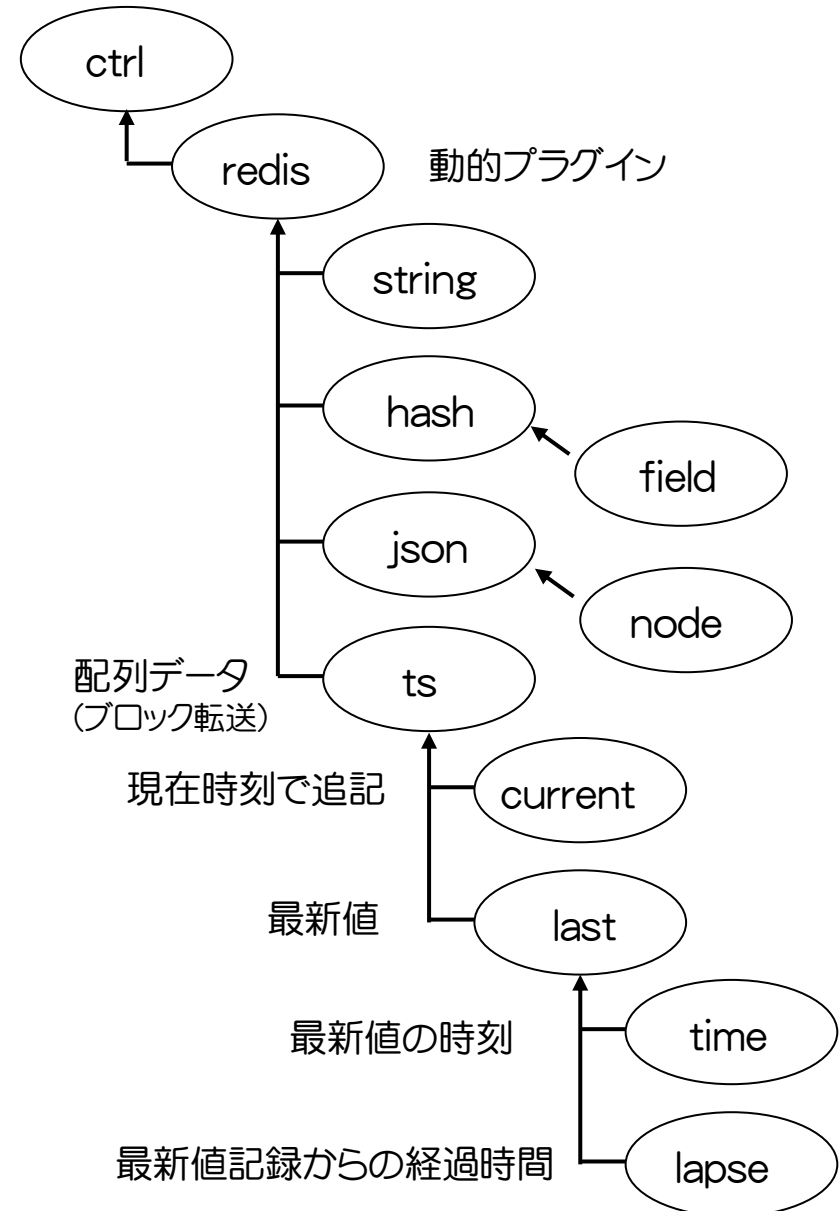 ctrl
redis
動的プラグイン
string
hash
field
json
node
配列データ
(ブロック転送)
ts
現在時刻で追記
current
最新値
last
最新値の時刻
time
最新値記録からの経過時間
lapse